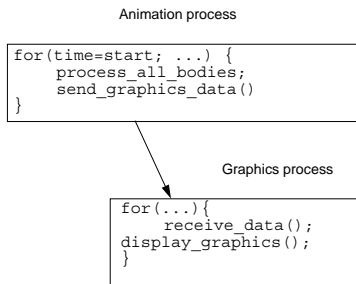 Animation process
for(time=start; ...) {
process_all_bodies;
send_graphics_data()
}
Graphics process
for(...){
receive_data();
display_graphics();
}